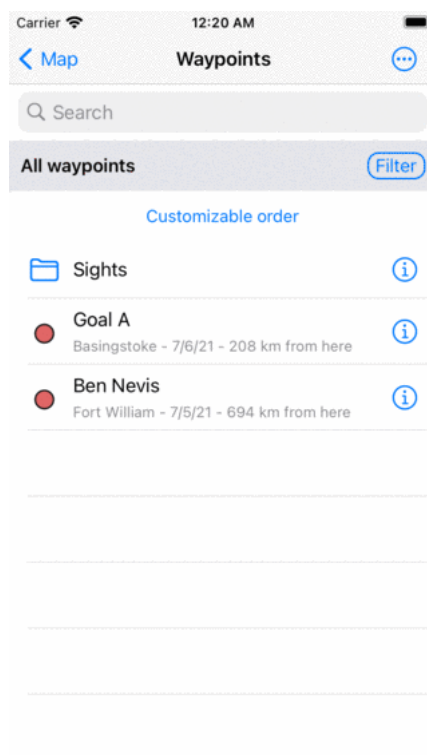 Carrier 12:20 AM
Map Waypoints
Search
All waypoints Filter
Customizable order
Sights
Goal A
Basingstoke - 7/6/21 - 208 km from here
Ben Nevis
Fort William - 7/5/21 - 694 km from here